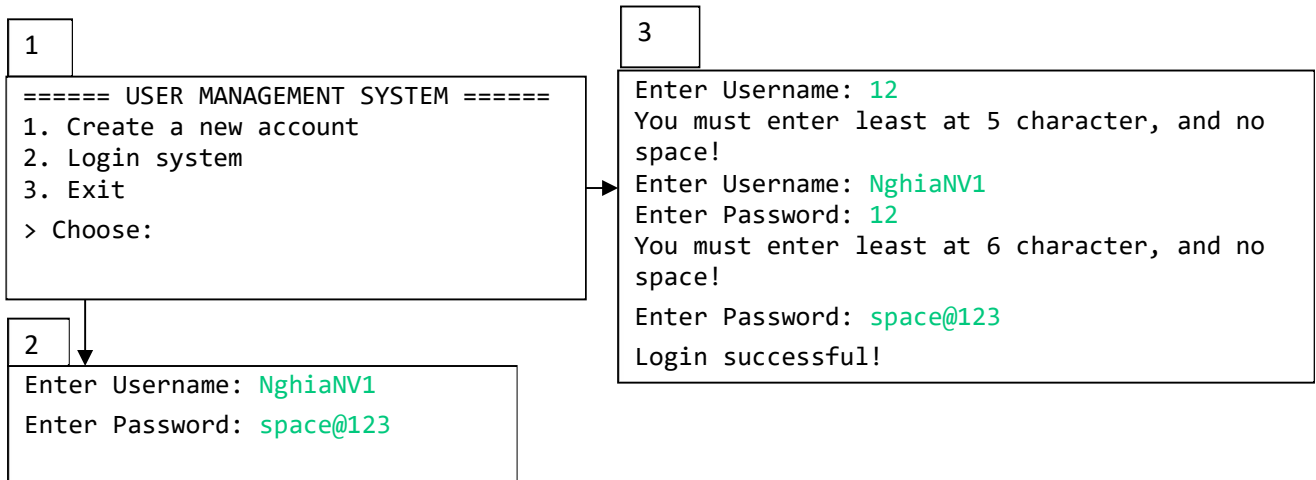 1
====== USER MANAGEMENT SYSTEM ======
1. Create a new account
2. Login system
3. Exit
> Choose:
2
Enter Username: NghiaNV1
Enter Password: space@123
3
Enter Username: 12
You must enter least at 5 character, and no
space!
Enter Username: NghiaNV1
Enter Password: 12
You must enter least at 6 character, and no
space!
Enter Password: space@123
Login successful!